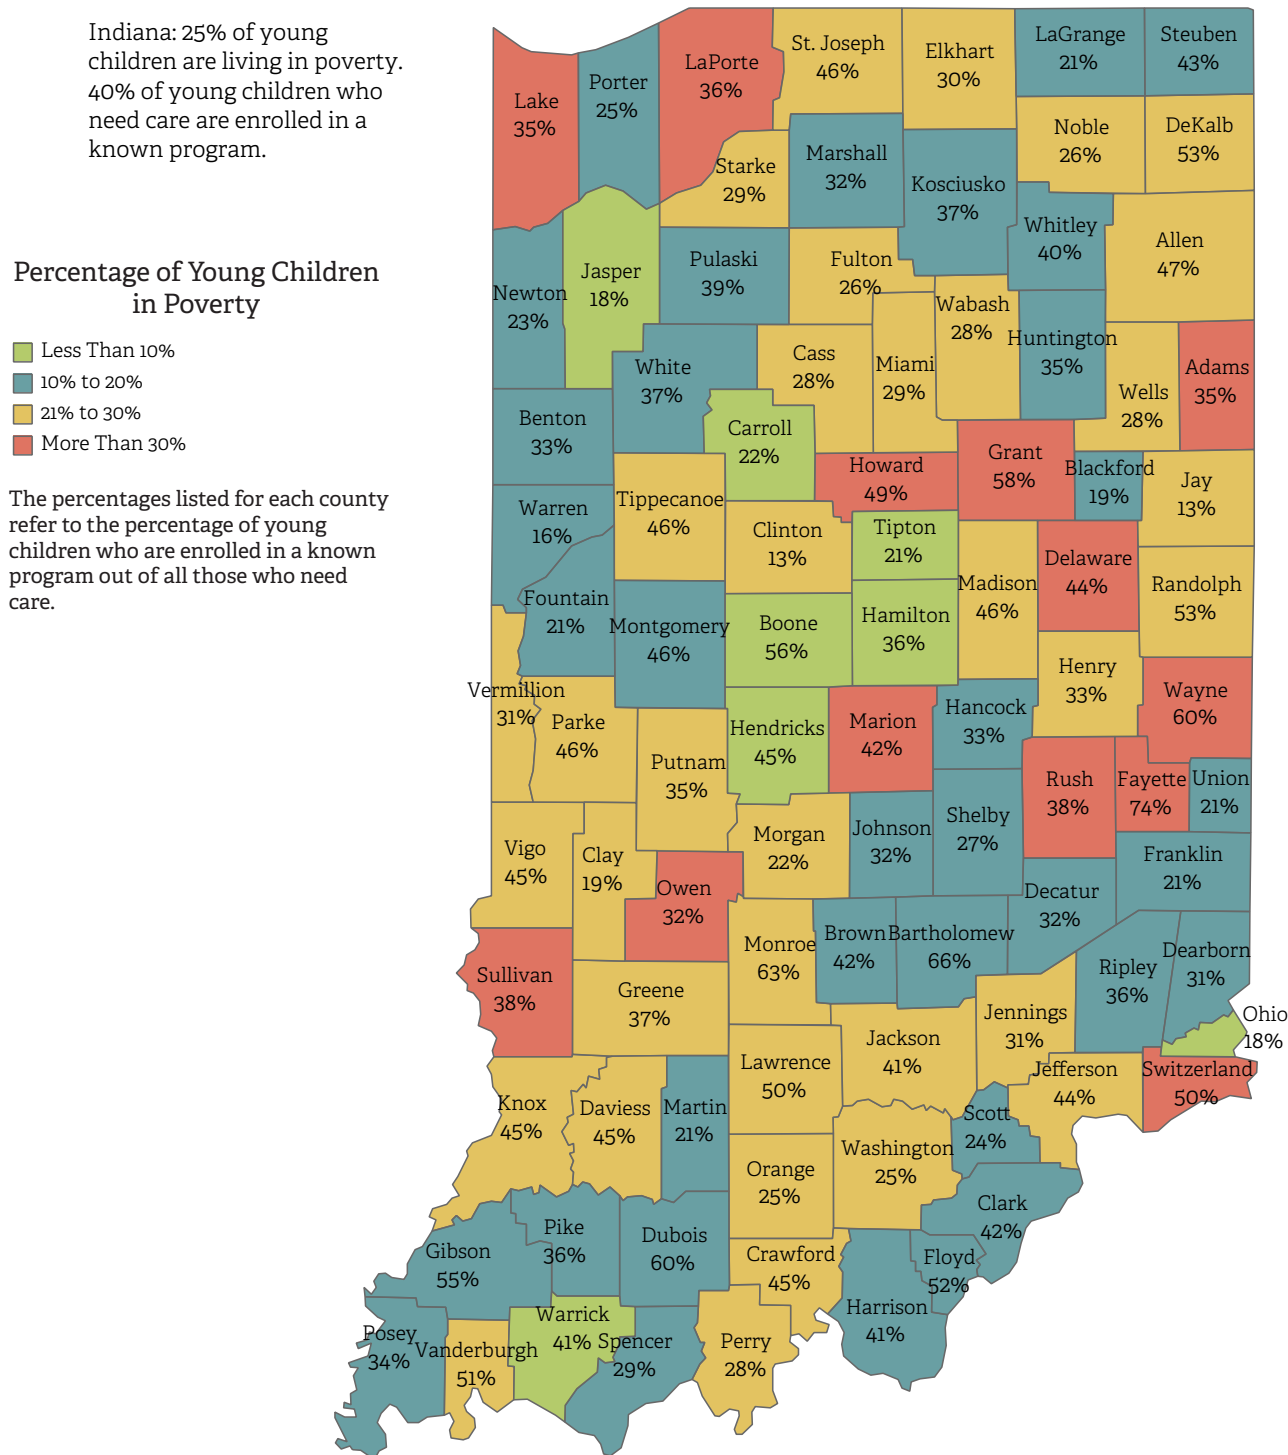 Indiana: 25% of young
children are living in poverty.
40% of young children who
need care are enrolled in a
known program.
Percentage of Young Children
in Poverty
Less Than 10%
10% to 20%
21% to 30%
More Than 30%
The percentages listed for each county
refer to the percentage of young
children who are enrolled in a known
program out of all those who need
care.
Lake
35%
Porter
25%
LaPorte
36%
St. Joseph
46%
Elkhart
30%
LaGrange
21%
Steuben
43%
Noble
26%
DeKalb
53%
Starke
29%
Marshall
32%
Kosciusko
37%
Whitley
40%
Allen
47%
Newton
23%
Jasper
18%
Pulaski
39%
Fulton
26%
Wabash
28%
Huntington
35%
White
37%
Cass
28%
Miami
29%
Wells
28%
Adams
35%
Benton
33%
Carroll
22%
Howard
49%
Grant
58%
Blackford
19%
Jay
13%
Warren
16%
Tippecanoe
46%
Clinton
13%
Tipton
21%
Madison
46%
Delaware
44%
Randolph
53%
Fountain
21%
Montgomery
46%
Boone
56%
Hamilton
36%
Henry
33%
Wayne
60%
Vermillion
31%
Parke
46%
Putnam
35%
Hendricks
45%
Marion
42%
Hancock
33%
Rush
38%
Fayette
74%
Union
21%
Vigo
45%
Clay
19%
Owen
32%
Morgan
22%
Johnson
32%
Shelby
27%
Decatur
32%
Franklin
21%
Sullivan
38%
Greene
37%
Monroe
63%
Brown
42%
Bartholomew
66%
Jennings
31%
Ripley
36%
Dearborn
31%
Ohio
18%
Knox
45%
Daviess
45%
Martin
21%
Lawrence
50%
Jackson
41%
Scott
24%
Jefferson
44%
Switzerland
50%
Orange
25%
Washington
25%
Clark
42%
Gibson
55%
Pike
36%
Dubois
60%
Crawford
45%
Floyd
52%
Harrison
41%
Posey
34%
Vanderburgh
51%
Warrick
41%
Spencer
29%
Perry
28%